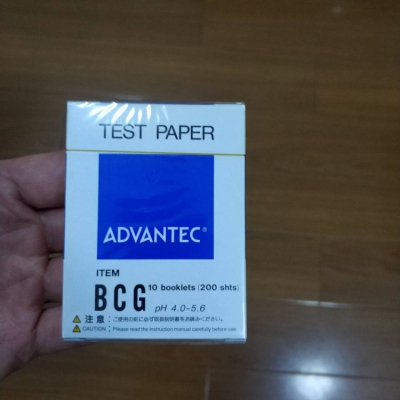 TEST PAPER
ADVANTEC®
ITEM
BCG 10 booklets (200 shts)
pH 4.0-5.6
注意:ご使用の前に必ず取扱説明書をお読みください。
CAUTION: Please read the instruction manual carefully before use.